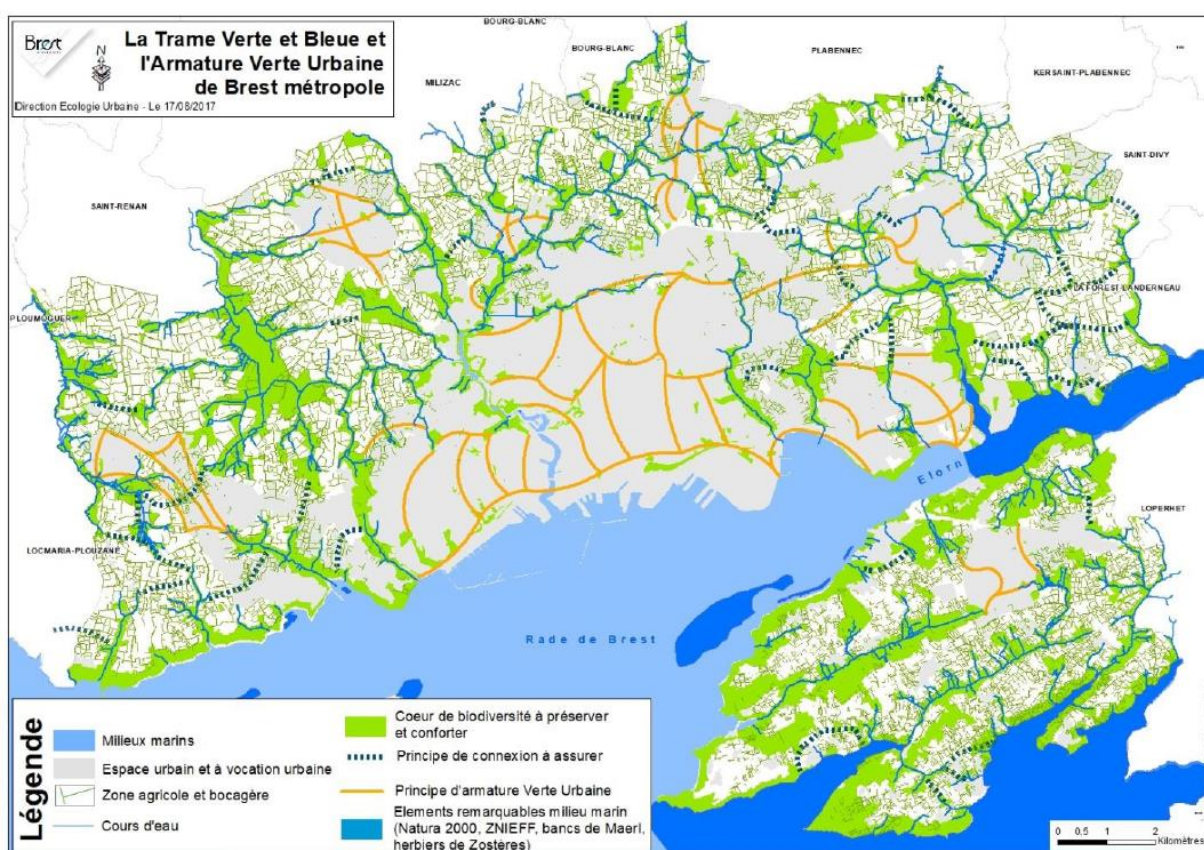 Brest
La Trame Verte et Bleue et
l'Armature Verte Urbaine
de Brest métropole
N
Direction Ecologie Urbaine - Le 17/08/2017
BOURG-BLANC
BOURG-BLANC
PLABENNEC
KERSAINT-PLABENNEC
MILIZAC
SAINT-DIVY
SAINT-RENAN
LA FOREST-LANDERNEAU
PLOUMOGUER
Elorn
LOPERHET
LOCMARIA-PLOUZANE
Rade de Brest
Légende
Milieux marins
Espace urbain et à vocation urbaine
Zone agricole et bocagère
Cours d'eau
Coeur de biodiversité à préserver
et conforter
Principe de connexion à assurer
Principe d'armature Verte Urbaine
Elements remarquables milieu marin
(Natura 2000, ZNIEFF, bancs de Maerl,
herbiers de Zostères)
0 0.5 1 2
Kilomètres